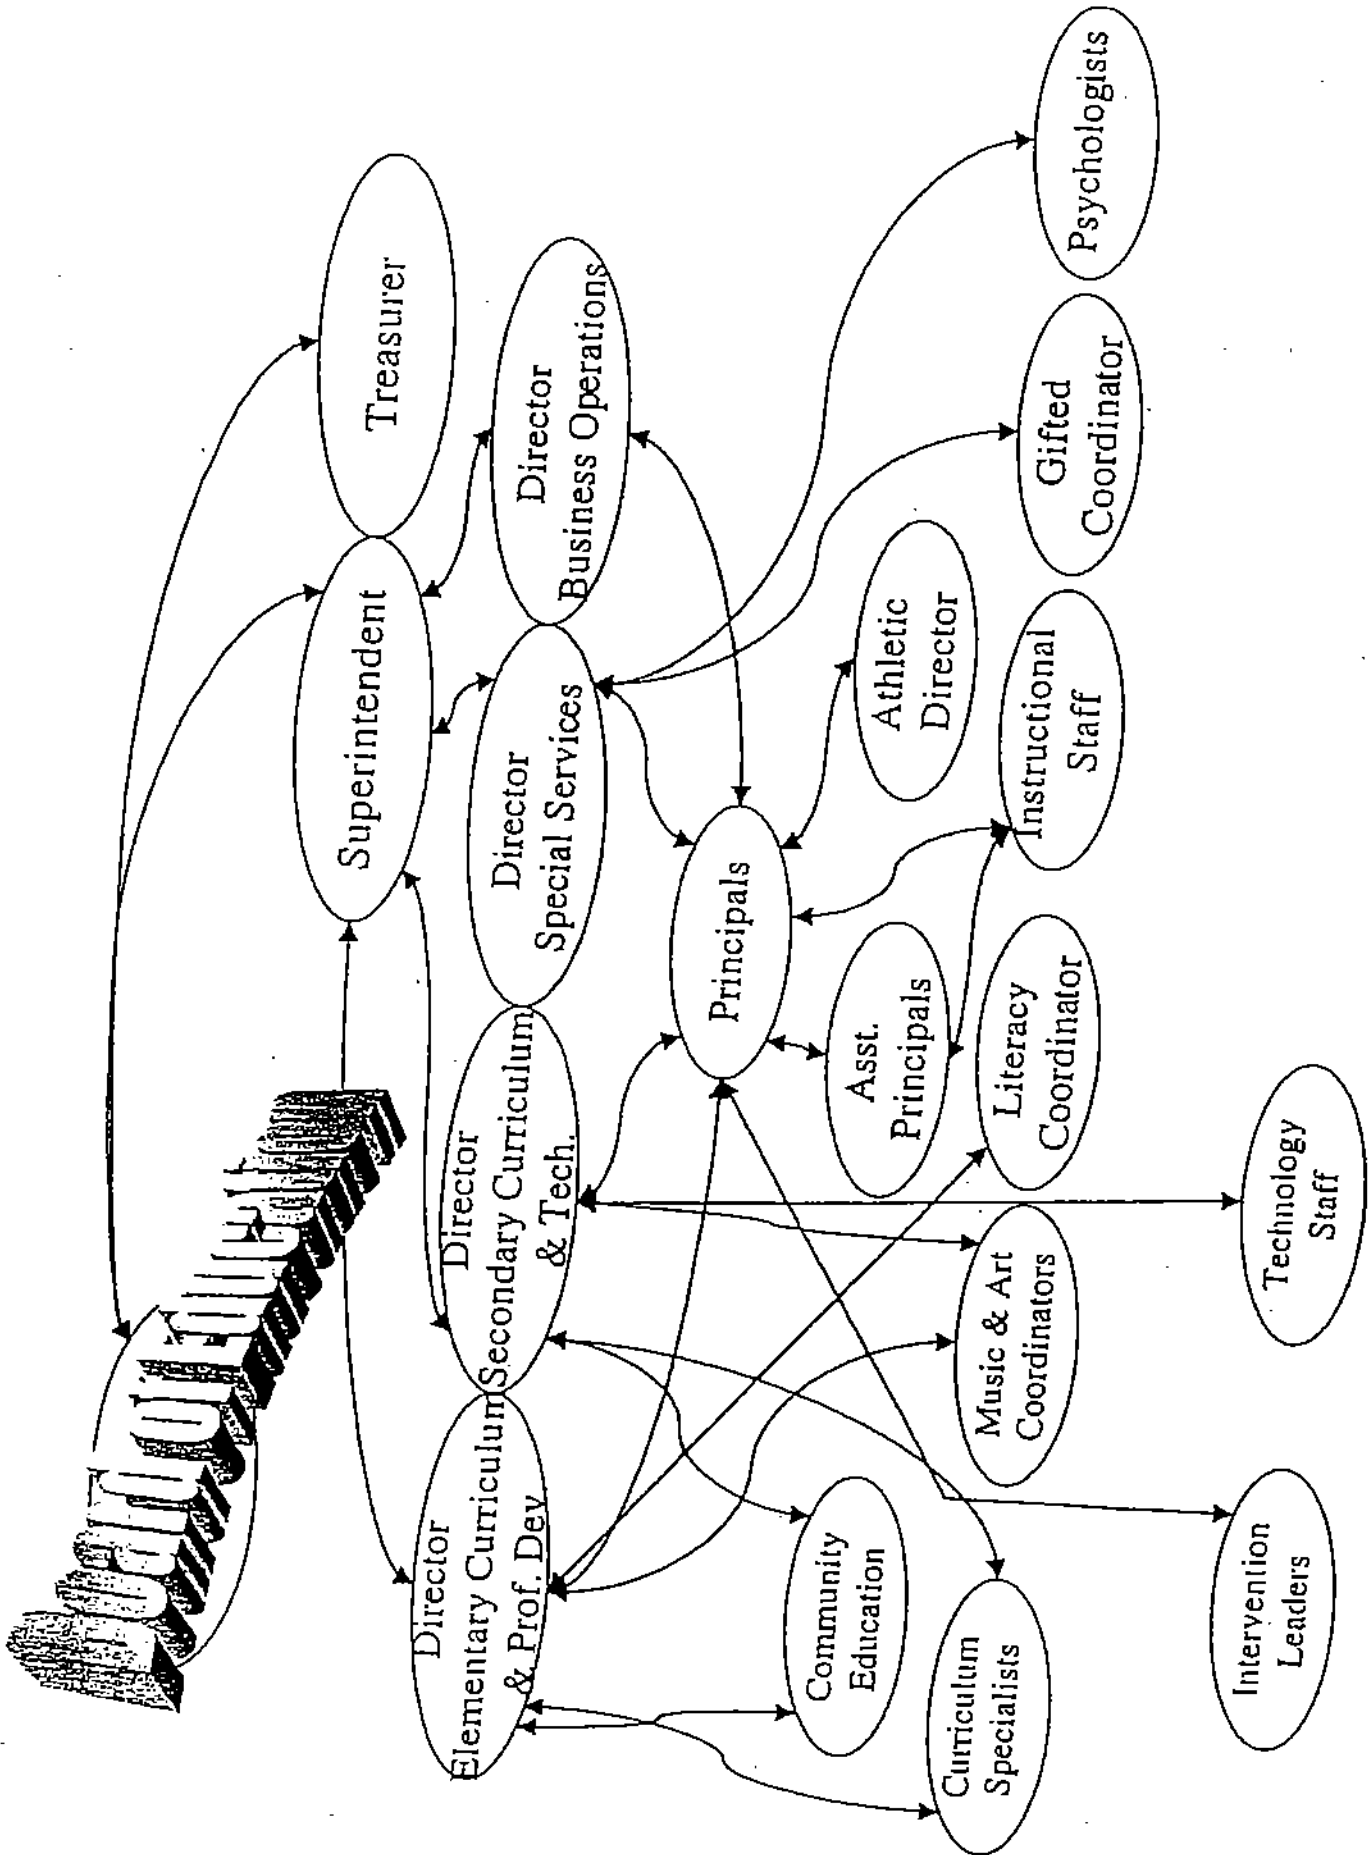 Treasurer
Superintendent
Director
Business Operations
Director
Special Services
Director
Secondary Curriculum
& Tech.
Director
Elementary Curriculum
& Prof. Dev
Principals
Athletic
Director
Asst.
Principals
Community
Education
Psychologists
Gifted
Coordinator
Instructional
Staff
Literacy
Coordinator
Music & Art
Coordinators
Curriculum
Specialists
Technology
Staff
Intervention
Leaders